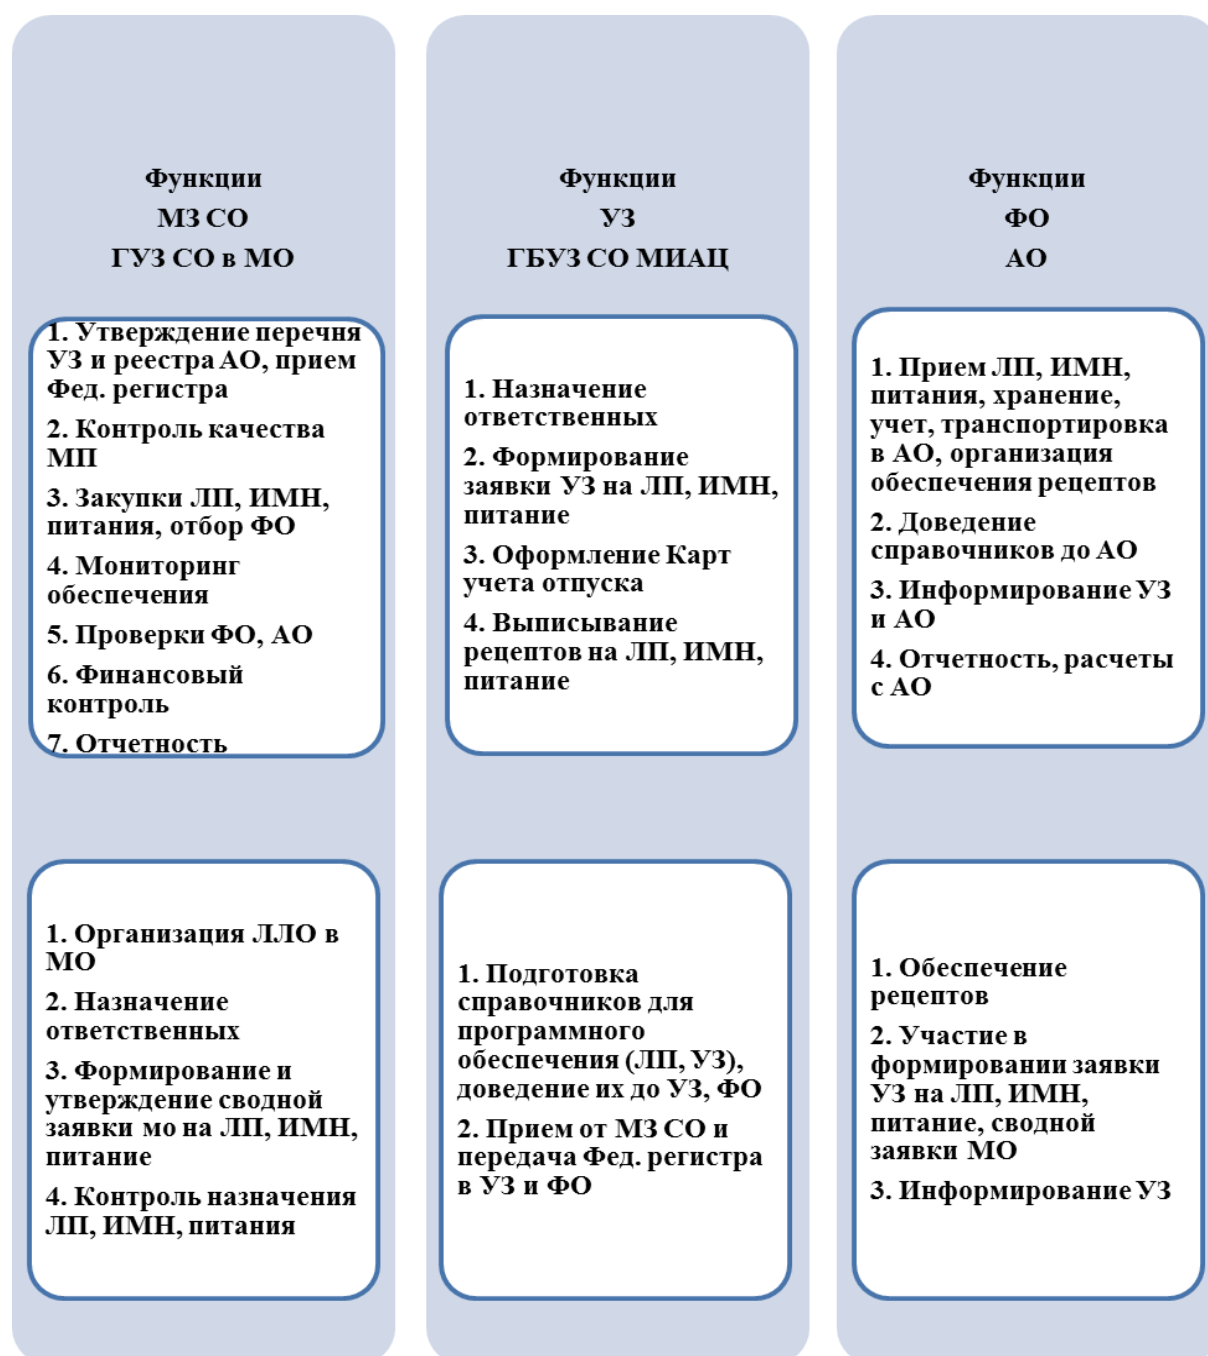 Функции
МЗ СО
ГУЗ СО в МО
1. Утверждение перечня
УЗ и реестра АО, прием
Фед. регистра
2. Контроль качества
МП
3. Закупки ЛП, ИМН,
питания, отбор ФО
4. Мониторинг
обеспечения
5. Проверки ФО, АО
6. Финансовый
контроль
7. Отчетность
1. Организация ЛЛО в
МО
2. Назначение
ответственных
3. Формирование и
утверждение сводной
заявки мо на ЛП, ИМН,
питание
4. Контроль назначения
ЛП, ИМН, питания
Функции
УЗ
ГБУЗ СО МИАЦ
1. Назначение
ответственных
2. Формирование
заявки УЗ на ЛП, ИМН,
питание
3. Оформление Карт
учета отпуска
4. Выписывание
рецептов на ЛП, ИМН,
питание
1. Подготовка
справочников для
программного
обеспечения (ЛП, УЗ),
доведение их до УЗ, ФО
2. Прием от МЗ СО и
передача Фед. регистра
в УЗ и ФО
Функции
ФО
АО
1. Прием ЛП, ИМН,
питания, хранение,
учет, транспортировка
в АО, организация
обеспечения рецептов
2. Доведение
справочников до АО
3. Информирование УЗ
и АО
4. Отчетность, расчеты
с АО
1. Обеспечение
рецептов
2. Участие в
формировании заявки
УЗ на ЛП, ИМН,
питание, сводной
заявки МО
3. Информирование УЗ